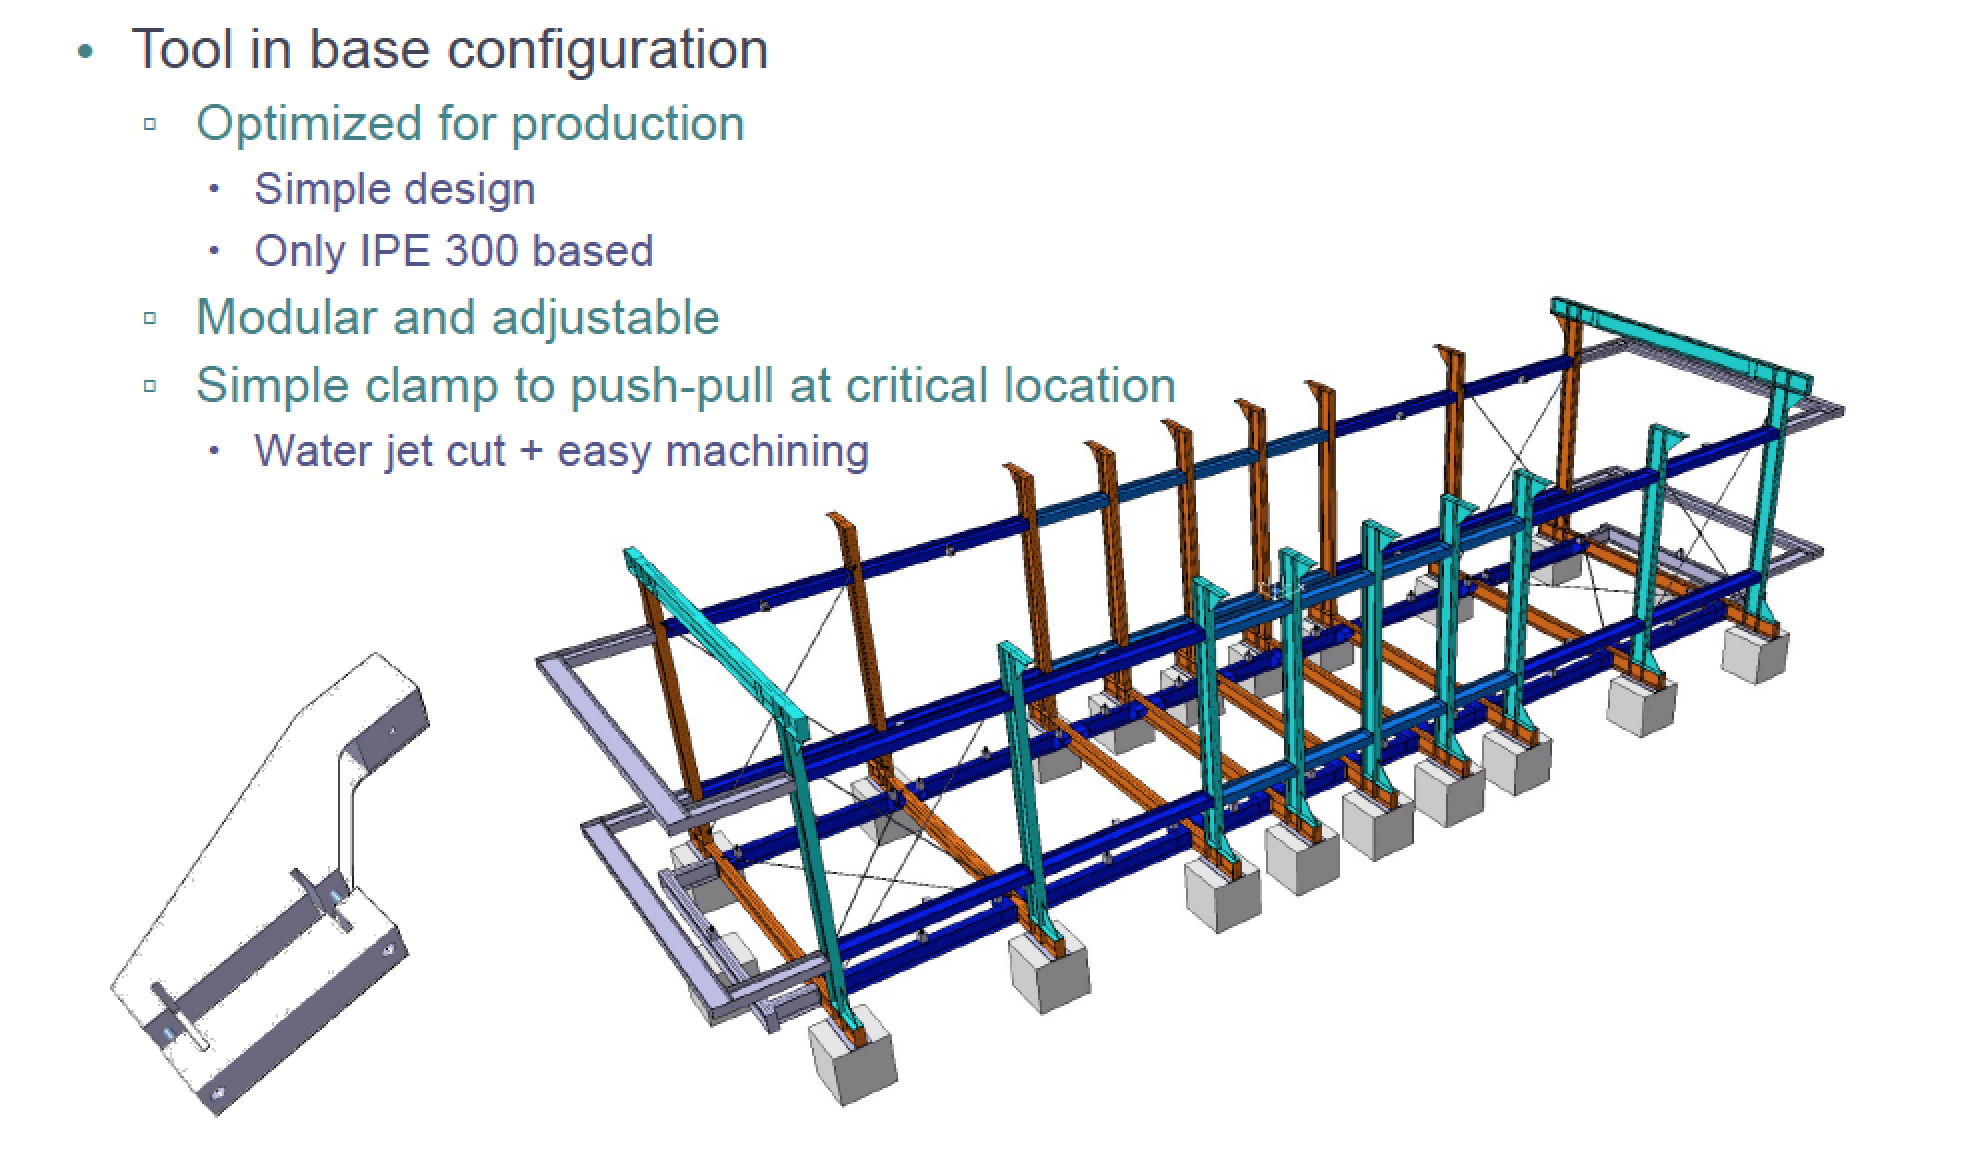 • Tool in base configuration
▫ Optimized for production
• Simple design
• Only IPE 300 based
▫ Modular and adjustable
▫ Simple clamp to push-pull at critical location
• Water jet cut + easy machining